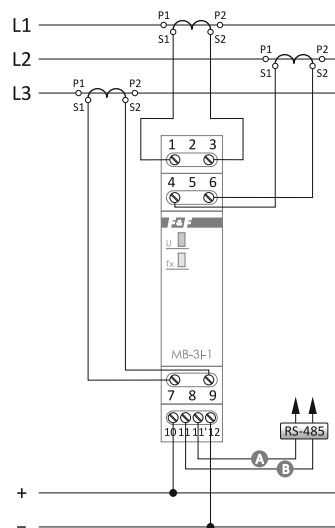 P1 P2
L1
S1 S2
P1 P2
L2
S1 S2
P1 P2
L3
S1 S2
1 2 3
4 5 6
F&F
U
Tx
MB-3I-1
7 8 9
10 11 11' 12
RS-485
A
B
+
–